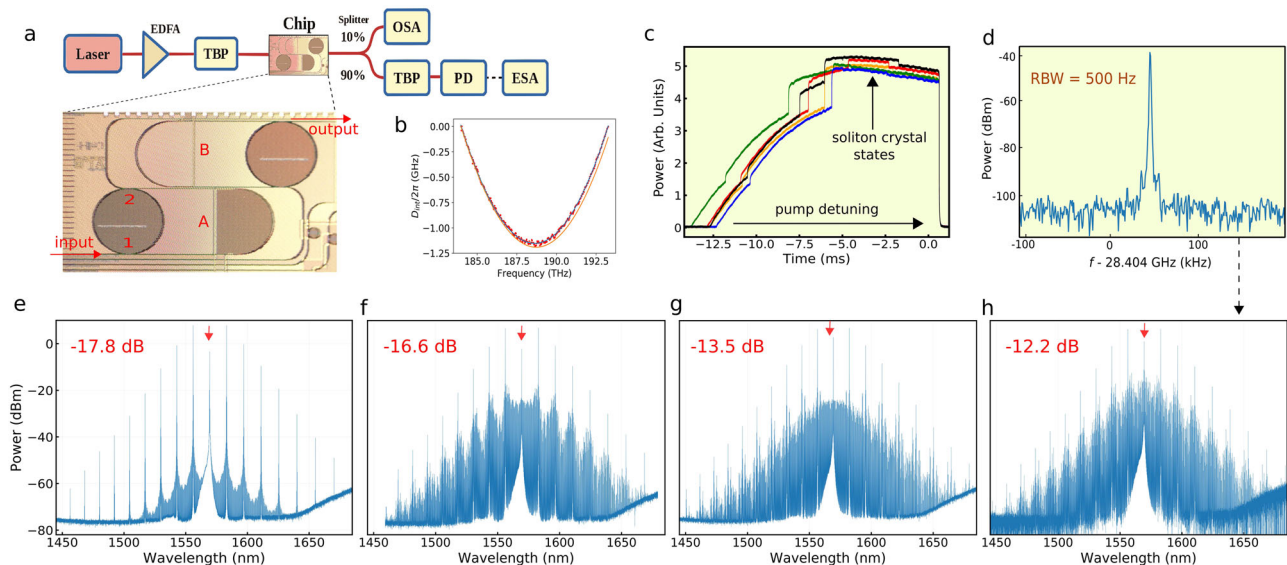 a
Laser
EDFA
TBP
Chip
Splitter
10%
90%
OSA
TBP
PD
ESA
output
B
2
A
1
input
b
D_int/2π (GHz)
0.00
−0.25
−0.50
−0.75
−1.00
−1.25
185.0 187.5 190.0 192.5
Frequency (THz)
c
Power (Arb. Units)
5
4
3
2
1
0
soliton crystal
states
pump detuning
−12.5 −10.0 −7.5 −5.0 −2.5 0.0
Time (ms)
d
RBW = 500 Hz
Power (dBm)
-40
-60
-80
-100
-100 0 100
f - 28.404 GHz (kHz)
e
-17.8 dB
Power (dBm)
0
−20
−40
−60
−80
1450 1500 1550 1600 1650
Wavelength (nm)
f
-16.6 dB
1450 1500 1550 1600 1650
Wavelength (nm)
g
-13.5 dB
1450 1500 1550 1600 1650
Wavelength (nm)
h
-12.2 dB
1450 1500 1550 1600 1650
Wavelength (nm)